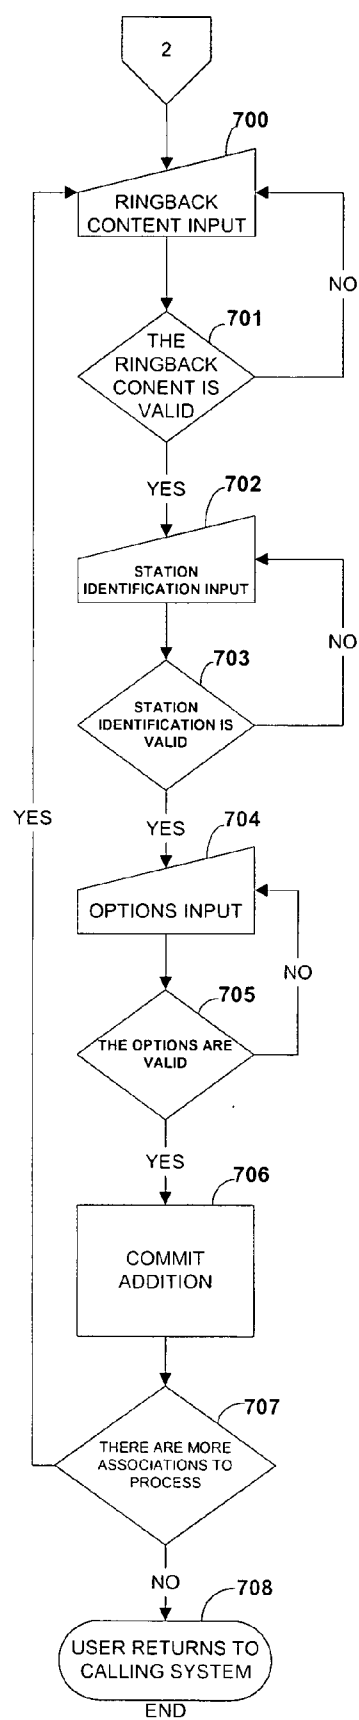 2
700
RINGBACK
CONTENT INPUT
NO
701
THE
RINGBACK
CONENT IS
VALID
YES
702
STATION
IDENTIFICATION INPUT
NO
703
STATION
IDENTIFICATION IS
VALID
YES
YES
704
OPTIONS INPUT
NO
705
THE OPTIONS ARE
VALID
YES
706
COMMIT
ADDITION
707
THERE ARE MORE
ASSOCIATIONS TO
PROCESS
NO
708
USER RETURNS TO
CALLING SYSTEM
END